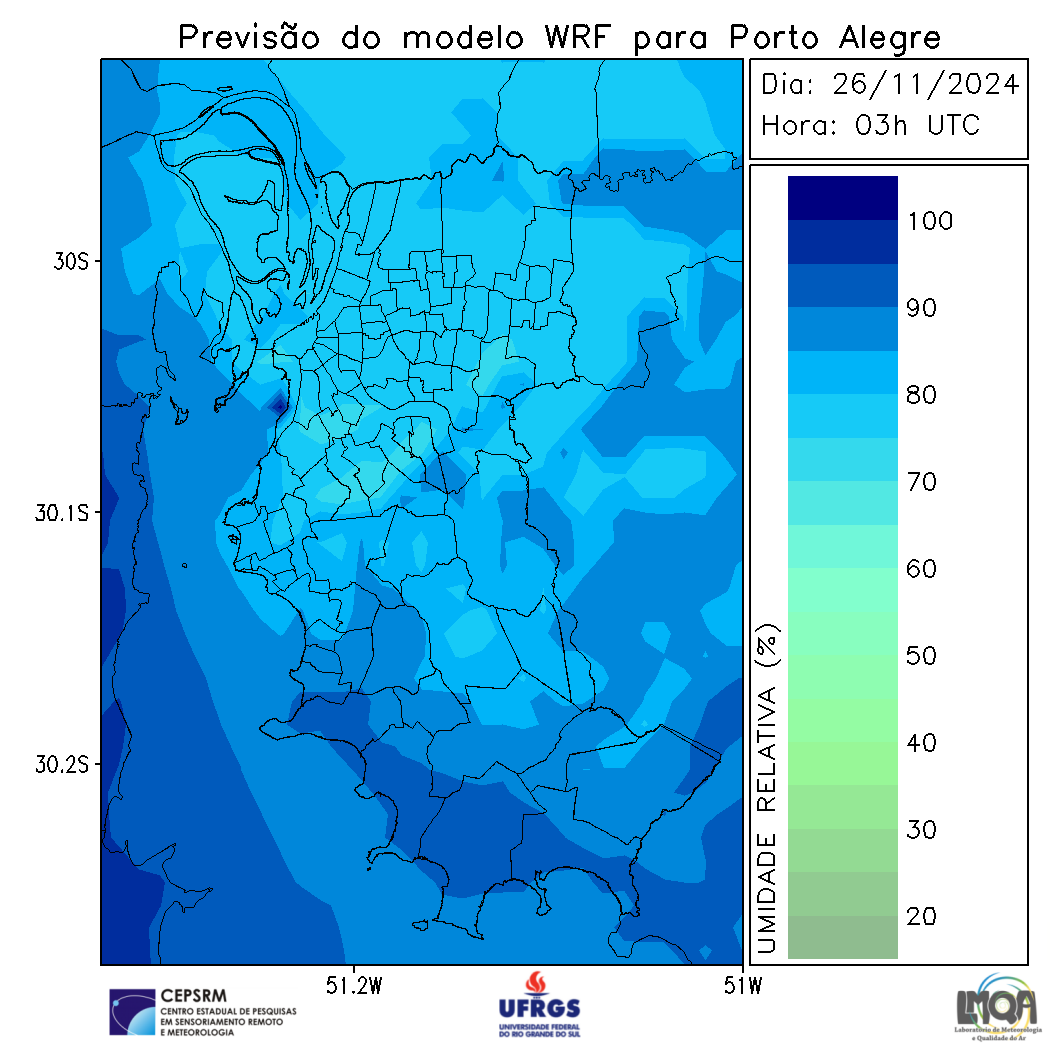 Previsão do modelo WRF para Porto Alegre
Dia: 26/11/2024
Hora: 03h UTC
30S
30.1S
30.2S
51.2W
51W
UMIDADE RELATIVA (%)
100
90
80
70
60
50
40
30
20
CEPSRM
CENTRO ESTADUAL DE PESQUISAS
EM SENSORIAMENTO REMOTO
E METEOROLOGIA
UFRGS
UNIVERSIDADE FEDERAL
DO RIO GRANDE DO SUL
LMQA
Laboratório de Meteorologia
e Qualidade do Ar